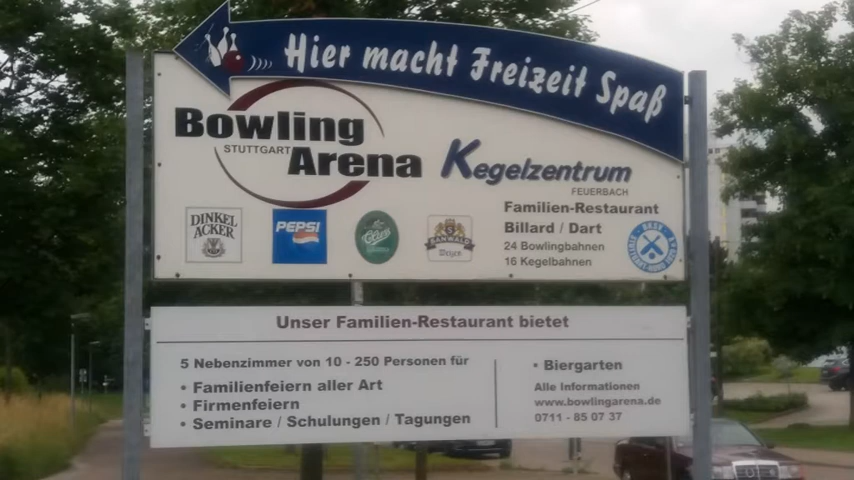 Hier macht Freizeit Spaß
Bowling
STUTTGART Arena
Kegelzentrum
FEUERBACH
DINKEL
ACKER
PEPSI
SANWALD
Weizen
Familien-Restaurant
Billard / Dart
24 Bowlingbahnen
16 Kegelbahnen
Unser Familien-Restaurant bietet
5 Nebenzimmer von 10 - 250 Personen für
• Familienfeiern aller Art
• Firmenfeiern
• Seminare / Schulungen / Tagungen
• Biergarten
Alle Informationen
www.bowlingarena.de
0711 - 85 07 37